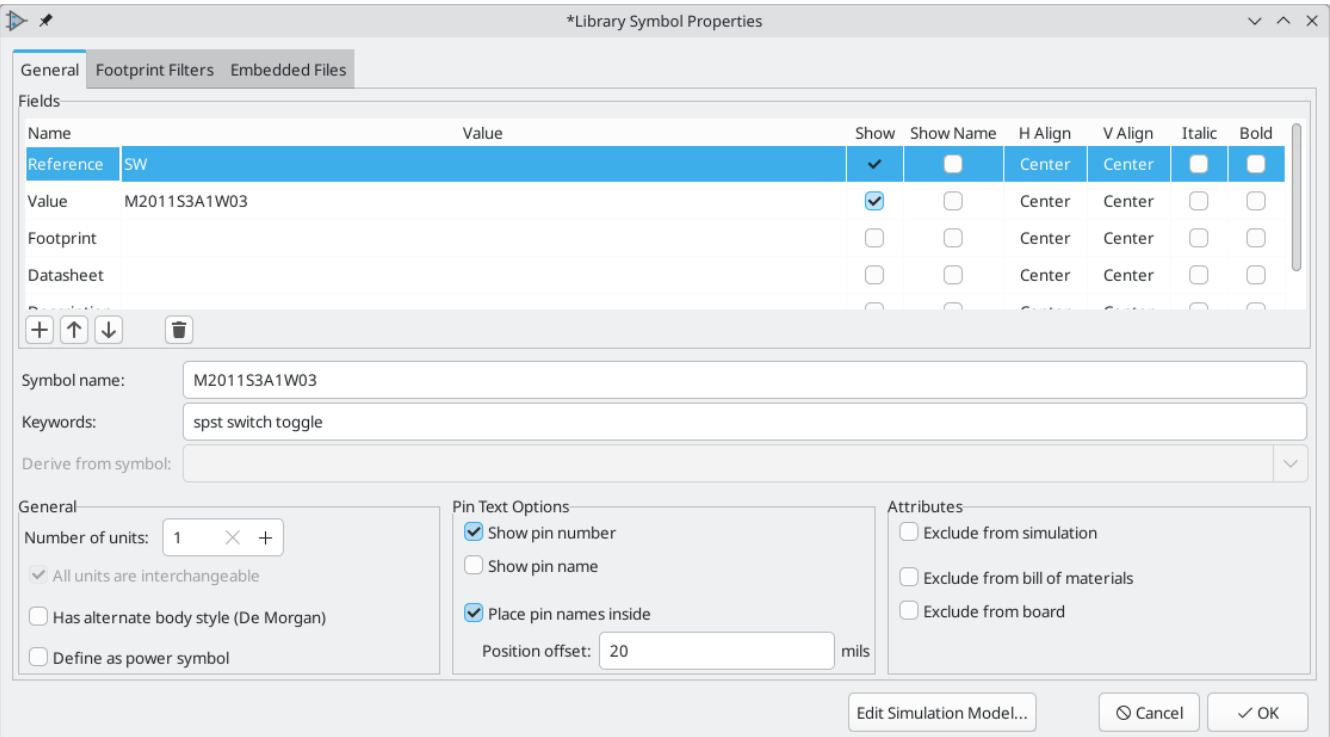 *Library Symbol Properties
General Footprint Filters Embedded Files
Fields
Name Value Show Show Name H Align V Align Italic Bold
Reference SW Center Center
Value M2011S3A1W03 Center Center
Footprint Center Center
Datasheet Center Center
Symbol name: M2011S3A1W03
Keywords: spst switch toggle
Derive from symbol:
General
Number of units: 1
All units are interchangeable
Has alternate body style (De Morgan)
Define as power symbol
Pin Text Options
Show pin number
Show pin name
Place pin names inside
Position offset: 20 mils
Attributes
Exclude from simulation
Exclude from bill of materials
Exclude from board
Edit Simulation Model... Cancel OK